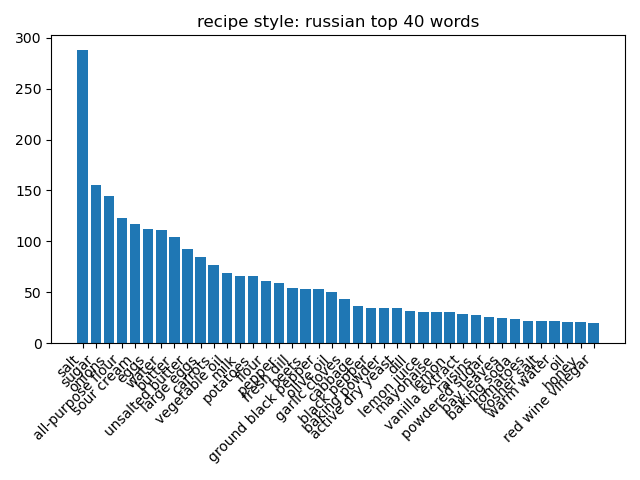 recipe style: russian top 40 words
300
250
200
150
100
50
0
salt
sugar
onions
all-purpose flour
sour cream
eggs
water
butter
unsalted butter
large eggs
carrots
vegetable oil
milk
potatoes
flour
pepper
fresh dill
beets
ground black pepper
olive oil
garlic cloves
cabbage
black pepper
baking powder
active dry yeast
dill
lemon juice
mayonaise
lemon
vanilla extract
raisins
powdered sugar
bay leaves
baking soda
tomatoes
kosher salt
warm water
oil
honey
red wine vinegar